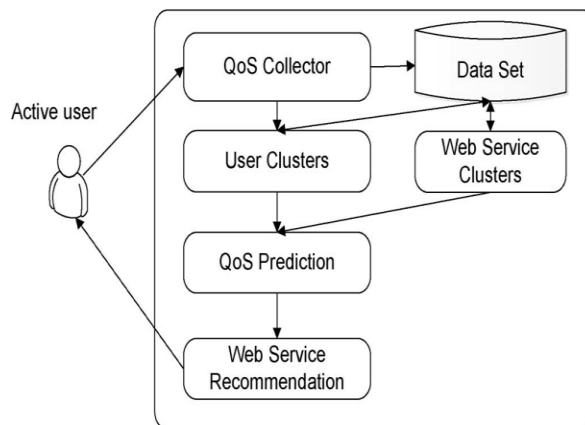 QoS Collector
Data Set
Active user
User Clusters
Web Service
Clusters
QoS Prediction
Web Service
Recommendation